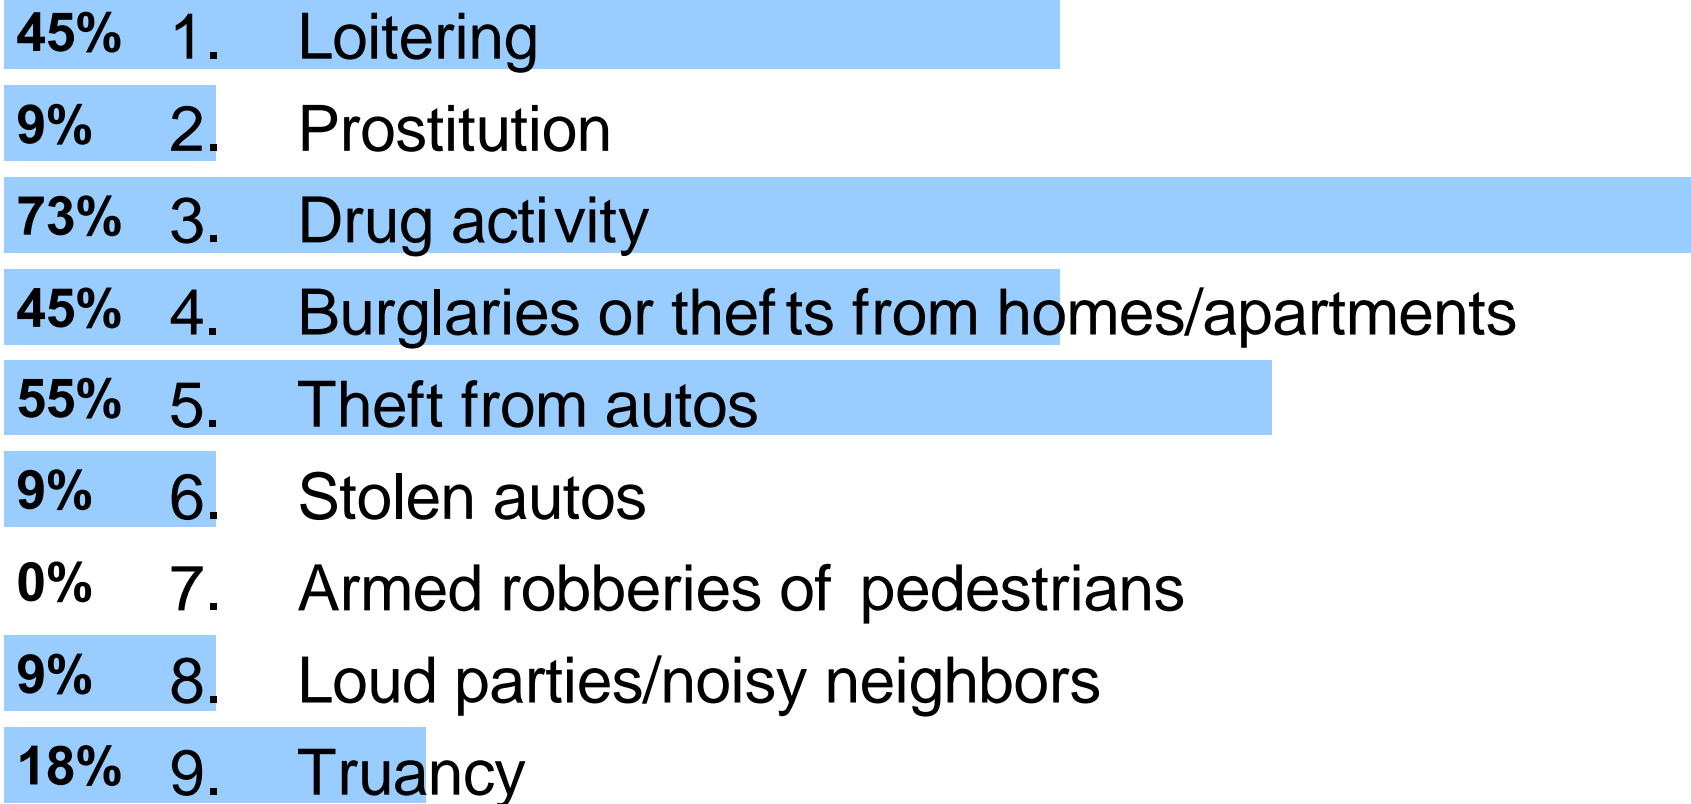 45% 1. Loitering
9% 2. Prostitution
73% 3. Drug activity
45% 4. Burglaries or thefts from homes/apartments
55% 5. Theft from autos
9% 6. Stolen autos
0% 7. Armed robberies of pedestrians
9% 8. Loud parties/noisy neighbors
18% 9. Truancy